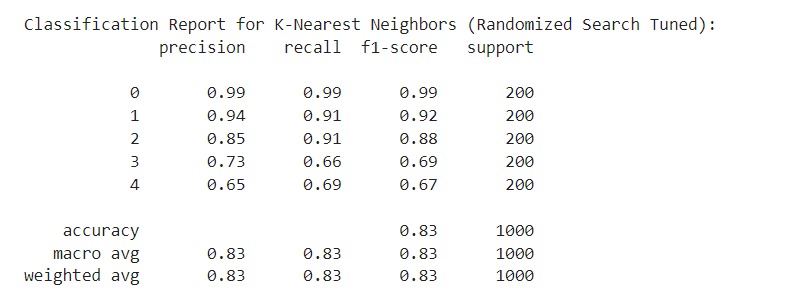 Classification Report for K-Nearest Neighbors (Randomized Search Tuned):
precision recall f1-score support
0 0.99 0.99 0.99 200
1 0.94 0.91 0.92 200
2 0.85 0.91 0.88 200
3 0.73 0.66 0.69 200
4 0.65 0.69 0.67 200
accuracy 0.83 1000
macro avg 0.83 0.83 0.83 1000
weighted avg 0.83 0.83 0.83 1000